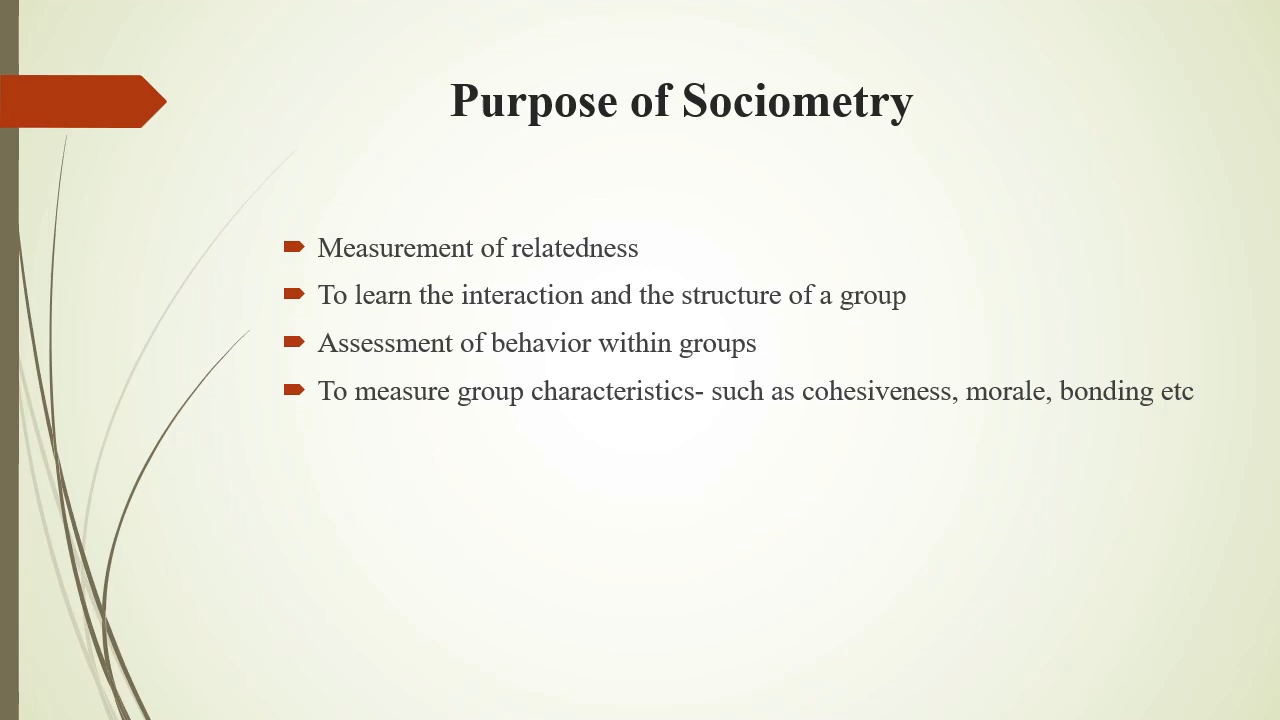 Purpose of Sociometry
Measurement of relatedness
To learn the interaction and the structure of a group
Assessment of behavior within groups
To measure group characteristics- such as cohesiveness, morale, bonding etc